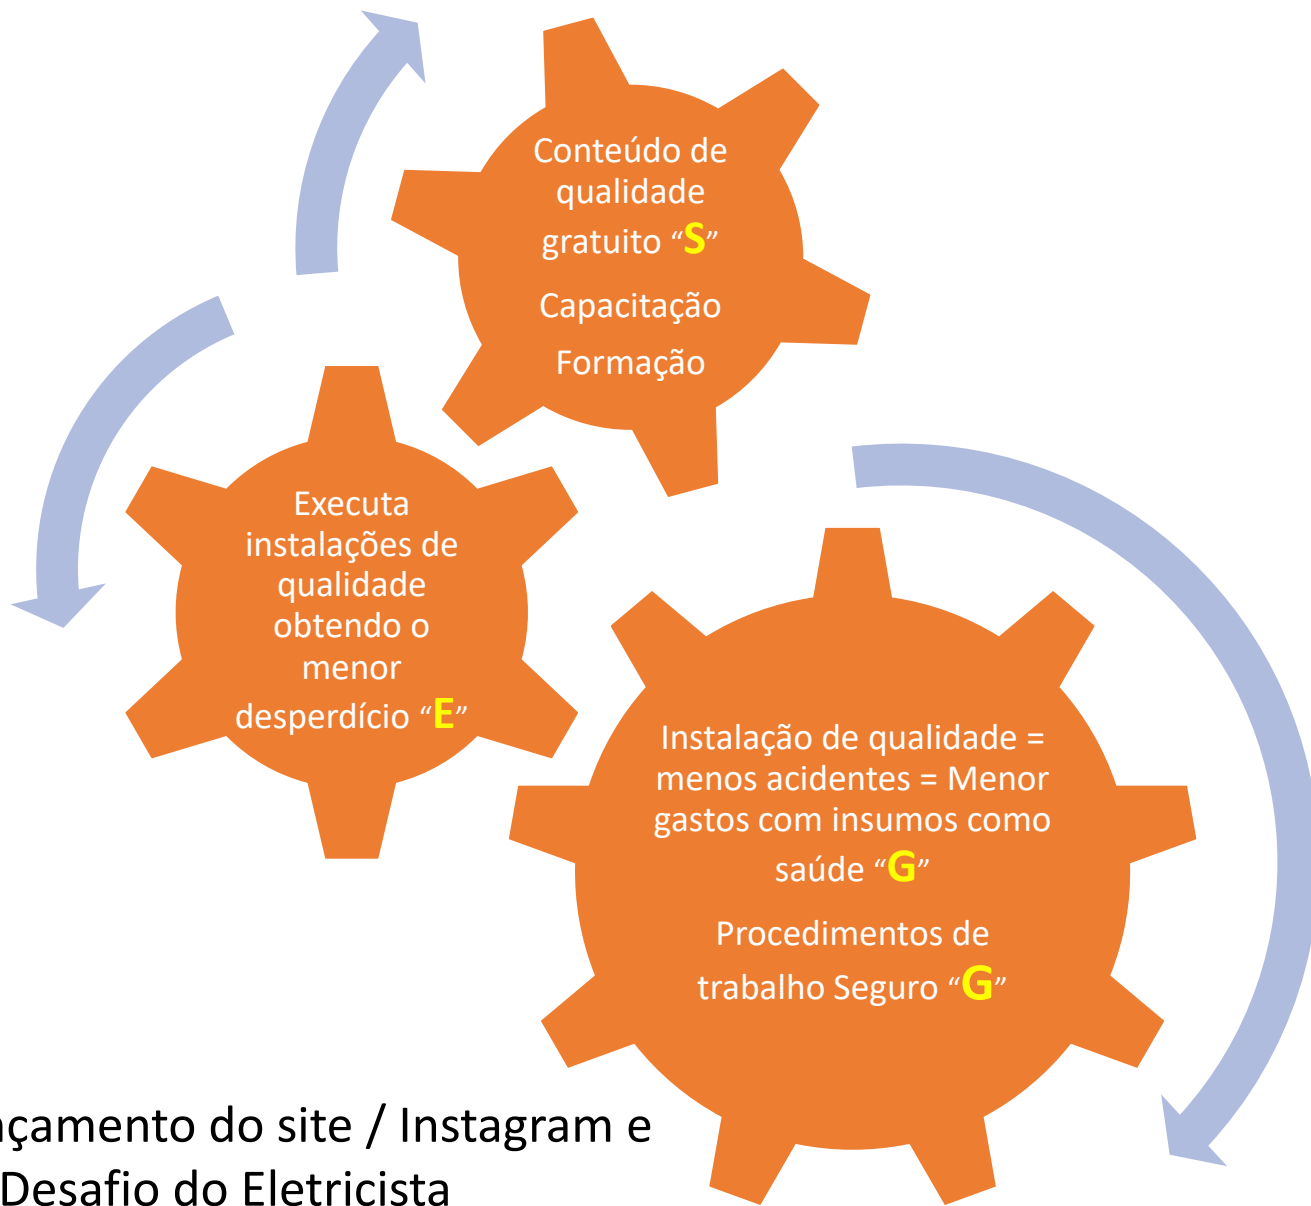 Conteúdo de
qualidade
gratuito “S”
Capacitação
Formação
Executa
instalações de
qualidade
obtendo o
menor
desperdício “E”
Instalação de qualidade =
menos acidentes = Menor
gastos com insumos como
saúde “G”
Procedimentos de
trabalho Seguro “G”
do site / Instagram e
Desafio do Eletricista